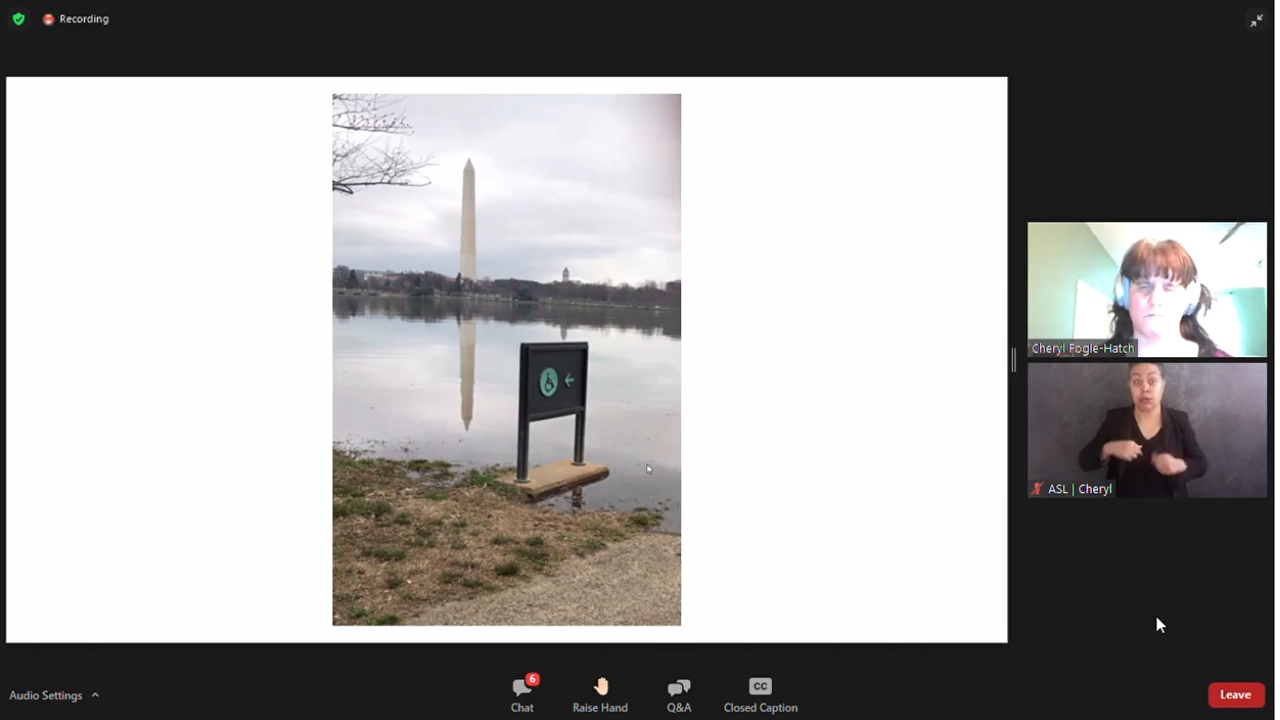 Recording
Cheryl Fogle-Hatch
ASL | Cheryl
Audio Settings
6
Chat
Raise Hand
Q&A
CC
Closed Caption
Leave